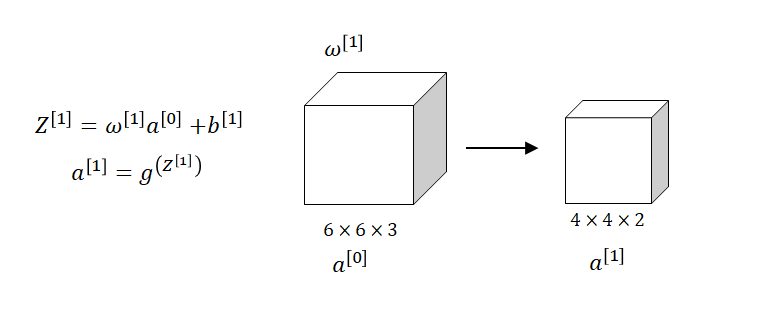 ω^[1]
Z^[1] = ω^[1]a^[0] +b^[1]
a^[1] = g^(Z^[1])
6 × 6 × 3
a^[0]
4 × 4 × 2
a^[1]